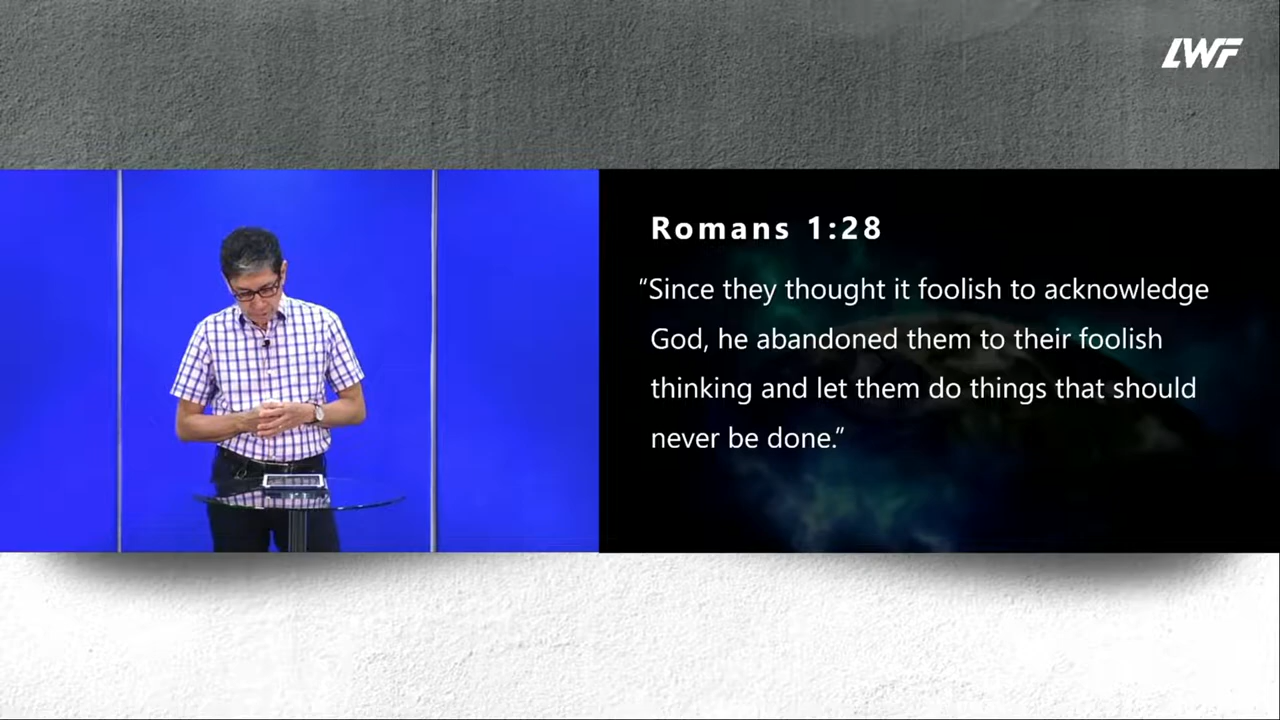 LWF
Romans 1:28
"Since they thought it foolish to acknowledge
God, he abandoned them to their foolish
thinking and let them do things that should
never be done.”